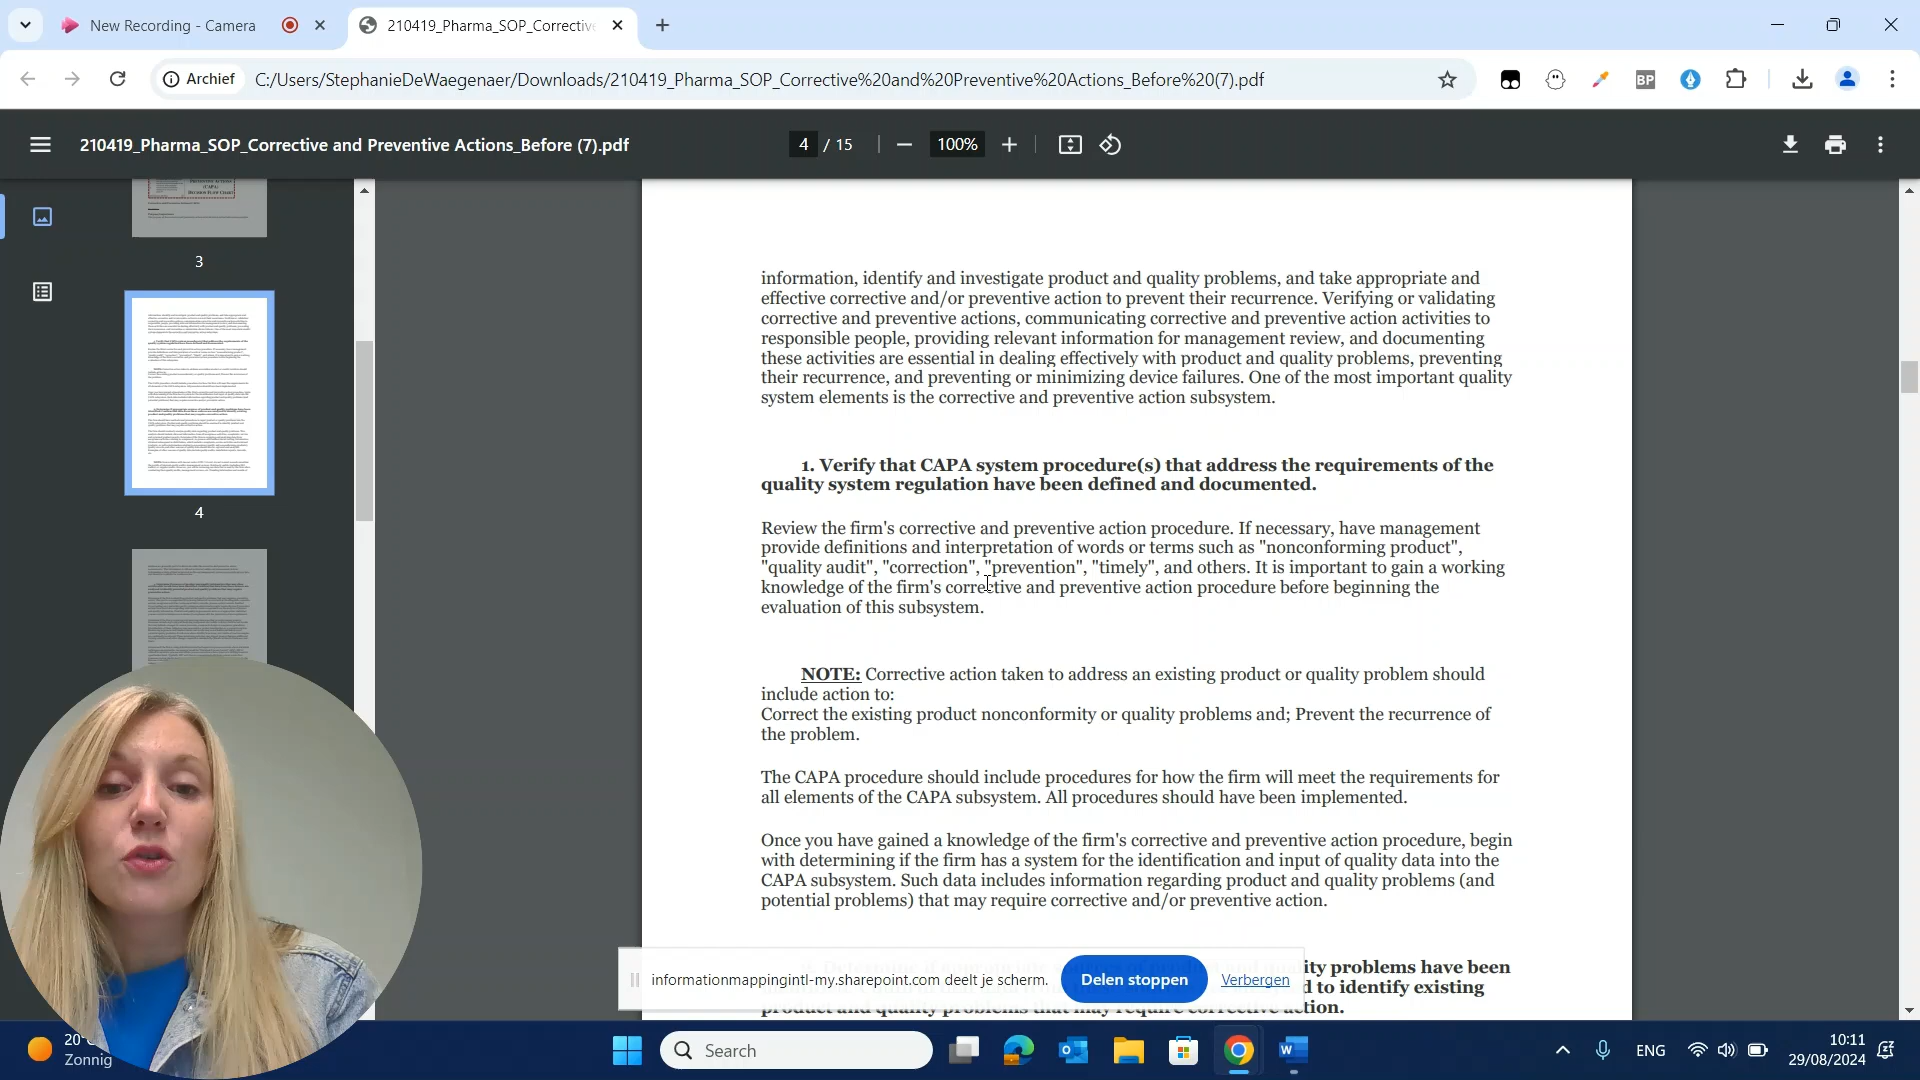 New Recording - Camera
210419_Pharma_SOP_Corrective
Archief
C:/Users/StephanieDeWaegenaer/Downloads/210419_Pharma_SOP_Corrective%20and%20Preventive%20Actions_Before%20(7).pdf
BP
210419_Pharma_SOP_Corrective and Preventive Actions_Before (7).pdf
4 / 15
100%
3
4
information, identify and investigate product and quality problems, and take appropriate and
effective corrective and/or preventive action to prevent their recurrence. Verifying or validating
corrective and preventive actions, communicating corrective and preventive action activities to
responsible people, providing relevant information for management review, and documenting
these activities are essential in dealing effectively with product and quality problems, preventing
their recurrence, and preventing or minimizing device failures. One of the most important quality
system elements is the corrective and preventive action subsystem.
1. Verify that CAPA system procedure(s) that address the requirements of the
quality system regulation have been defined and documented.
Review the firm's corrective and preventive action procedure. If necessary, have management
provide definitions and interpretation of words or terms such as "nonconforming product",
"quality audit", "correction", "prevention", "timely", and others. It is important to gain a working
knowledge of the firm's corrective and preventive action procedure before beginning the
evaluation of this subsystem.
NOTE: Corrective action taken to address an existing product or quality problem should
include action to:
Correct the existing product nonconformity or quality problems and; Prevent the recurrence of
the problem.
The CAPA procedure should include procedures for how the firm will meet the requirements for
all elements of the CAPA subsystem. All procedures should have been implemented.
Once you have gained a knowledge of the firm's corrective and preventive action procedure, begin
with determining if the firm has a system for the identification and input of quality data into the
CAPA subsystem. Such data includes information regarding product and quality problems (and
potential problems) that may require corrective and/or preventive action.
problems have been
to identify existing
product and quality problems that may require corrective action.
informationmappingintl-my.sharepoint.com deelt je scherm.
Delen stoppen
Verbergen
20°
Zonnig
Search
ENG
10:11
29/08/2024